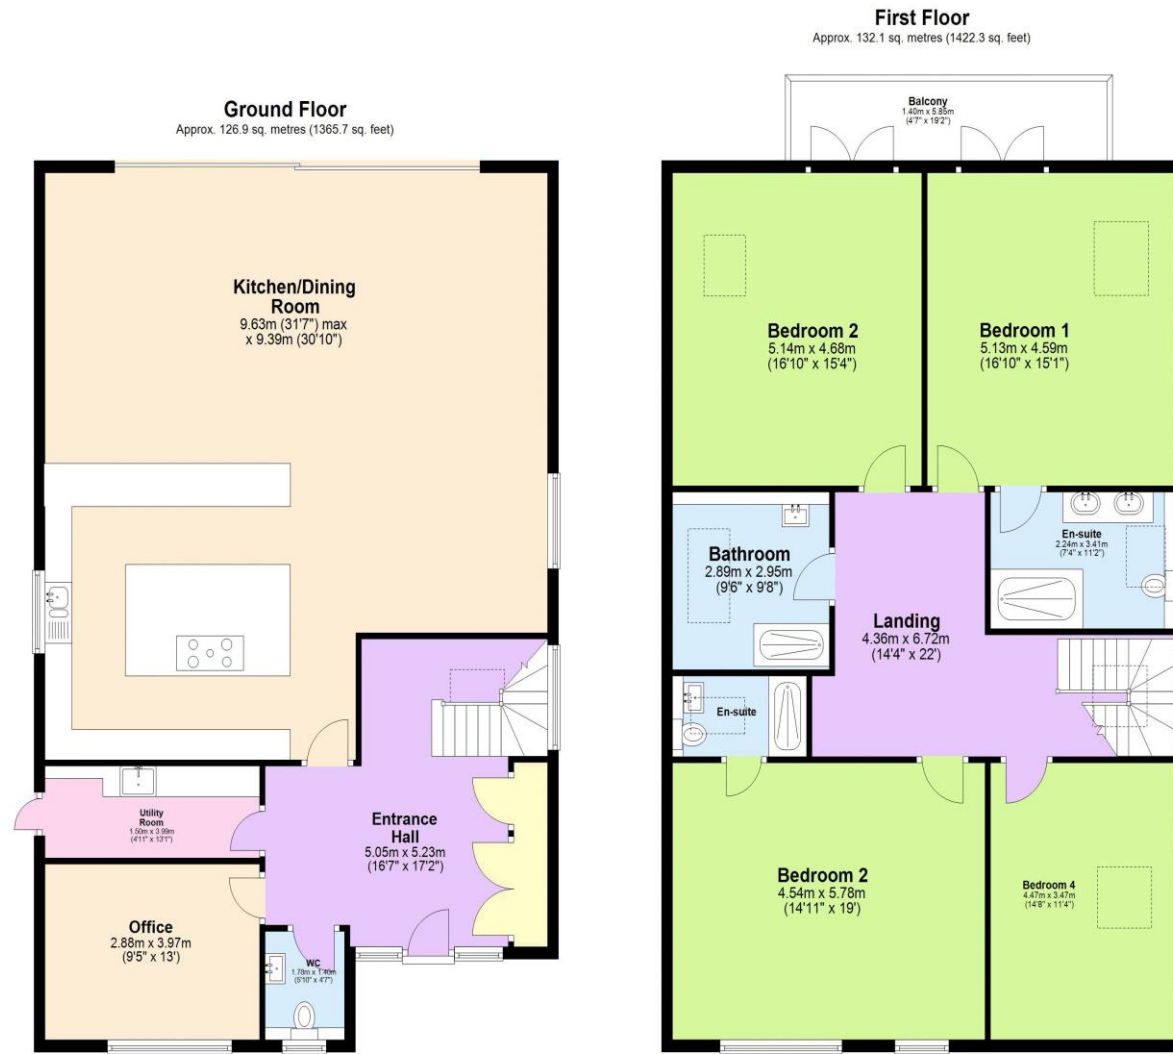 Ground Floor
Approx. 126.9 sq. metres (1365.7 sq. feet)
Kitchen/Dining
Room
9.63m (31'7") max
x 9.39m (30'10")
Utility
Room
1.50m x 3.99m
(4'11" x 13'1")
Entrance
Hall
5.05m x 5.23m
(16'7" x 17'2")
Office
2.88m x 3.97m
(9'5" x 13')
WC
1.78m x 1.40m
(5'10" x 4'7")
First Floor
Approx. 132.1 sq. metres (1422.3 sq. feet)
Balcony
1.40m x 5.85m
(4'7" x 19'2")
Bedroom 2
5.14m x 4.68m
(16'10" x 15'4")
Bedroom 1
5.13m x 4.59m
(16'10" x 15'1")
Bathroom
2.89m x 2.95m
(9'6" x 9'8")
En-suite
2.24m x 3.41m
(7'4" x 11'2")
Landing
4.36m x 6.72m
(14'4" x 22')
En-suite
Bedroom 2
4.54m x 5.78m
(14'11" x 19')
Bedroom 4
4.47m x 3.47m
(14'8" x 11'4")